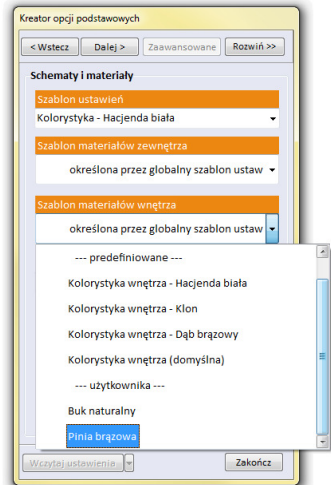 Kreator opcji podstawowych
< Wstecz Dalej > Zaawansowane Rozwiń >>
Schematy i materiały
Szablon ustawień
Kolorystyka - Hacjenda biała
Szablon materiałów zewnętrza
określona przez globalny szablon ustaw
Szablon materiałów wnętrza
określona przez globalny szablon ustaw
--- predefiniowane ---
Kolorystyka wnętrza - Hacjenda biała
Kolorystyka wnętrza - Klon
Kolorystyka wnętrza - Dąb brązowy
Kolorystyka wnętrza (domyślna)
--- użytkownika ---
Buk naturalny
Pinia brązowa
Wczytaj ustawienia Zakończ